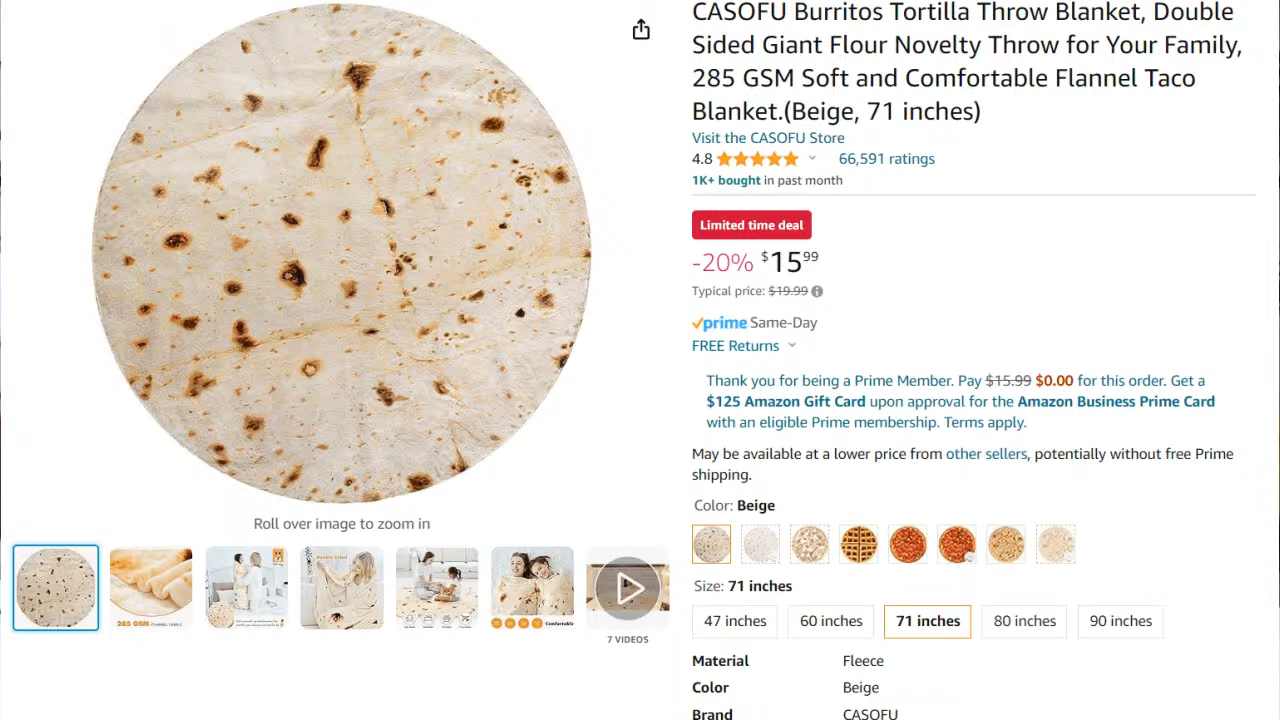 CASOFU Burritos Tortilla Throw Blanket, Double
Sided Giant Flour Novelty Throw for Your Family,
285 GSM Soft and Comfortable Flannel Taco
Blanket.(Beige, 71 inches)
Visit the CASOFU Store
4.8
66,591 ratings
1K+ bought in past month
Limited time deal
-20% $15 99
Typical price: $19.99
prime Same-Day
FREE Returns
Thank you for being a Prime Member. Pay $15.99 $0.00 for this order. Get a
$125 Amazon Gift Card upon approval for the Amazon Business Prime Card
with an eligible Prime membership. Terms apply.
May be available at a lower price from other sellers, potentially without free Prime
shipping.
Color: Beige
Size: 71 inches
47 inches
60 inches
71 inches
80 inches
90 inches
Material Fleece
Color Beige
Brand CASOFU
Roll over image to zoom in
285 GSM FLANNEL FABRIC
Comfortable
7 VIDEOS